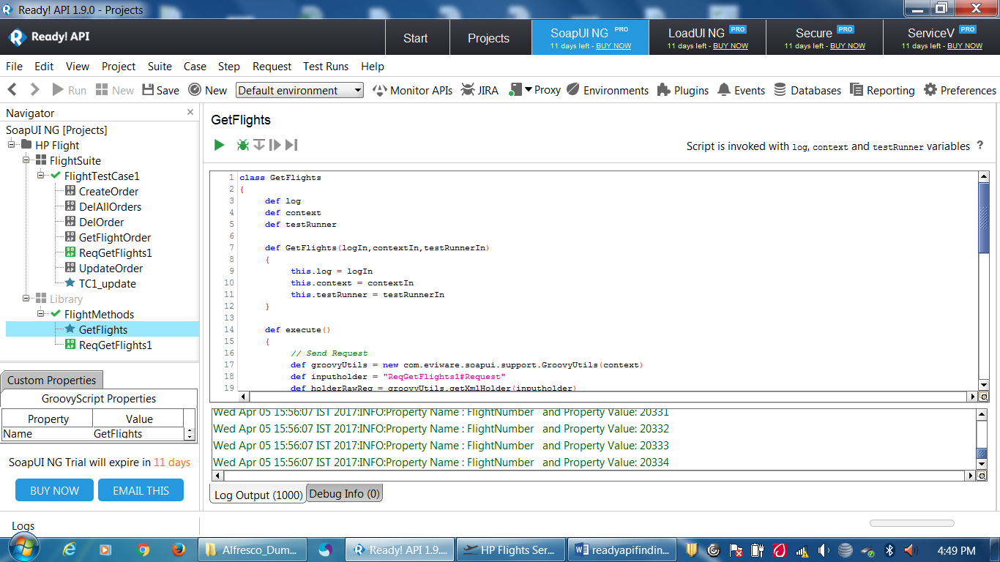 Ready! API 1.9.0 - Projects
Ready! API
Start
Projects
SoapUI NG PRO
11 days left - BUY NOW
LoadUI NG PRO
11 days left - BUY NOW
Secure PRO
11 days left - BUY NOW
ServiceV PRO
11 days left - BUY NOW
File Edit View Project Suite Case Step Request Test Runs Help
Run New Save New Default environment Monitor APIs JIRA Proxy Environments Plugins Events Databases Reporting Preferences
Navigator ×
SoapUI NG [Projects]
HP Flight
FlightSuite
FlightTestCase1
CreateOrder
DelAllOrders
DelOrder
GetFlightOrder
ReqGetFlights1
UpdateOrder
TC1_update
Library
FlightMethods
GetFlights
ReqGetFlights1
Custom Properties
GroovyScript Properties
Property Value
Name GetFlights
SoapUI NG Trial will expire in 11 days
BUY NOW EMAIL THIS
GetFlights
Script is invoked with log, context and testRunner variables ?
1 class GetFlights
2 {
3 def log
4 def context
5 def testRunner
6
7 def GetFlights(logIn,contextIn,testRunnerIn)
8 {
9 this.log = logIn
10 this.context = contextIn
11 this.testRunner = testRunnerIn
12 }
13
14 def execute()
15 {
16 // Send Request
17 def groovyUtils = new com.eviware.soapui.support.GroovyUtils(context)
18 def inputholder = "ReqGetFlights1#Request"
19 def holderRawReq = groovyUtils.getXmlHolder(inputholder)
Wed Apr 05 15:56:07 IST 2017:INFO:Property Name : FlightNumber and Property Value: 20331
Wed Apr 05 15:56:07 IST 2017:INFO:Property Name : FlightNumber and Property Value: 20332
Wed Apr 05 15:56:07 IST 2017:INFO:Property Name : FlightNumber and Property Value: 20333
Wed Apr 05 15:56:07 IST 2017:INFO:Property Name : FlightNumber and Property Value: 20334
Log Output (1000) Debug Info (0)
Logs
Alfresco_Dum... Ready! API 1.9.... HP Flights Ser... readyapifindin... 4:49 PM